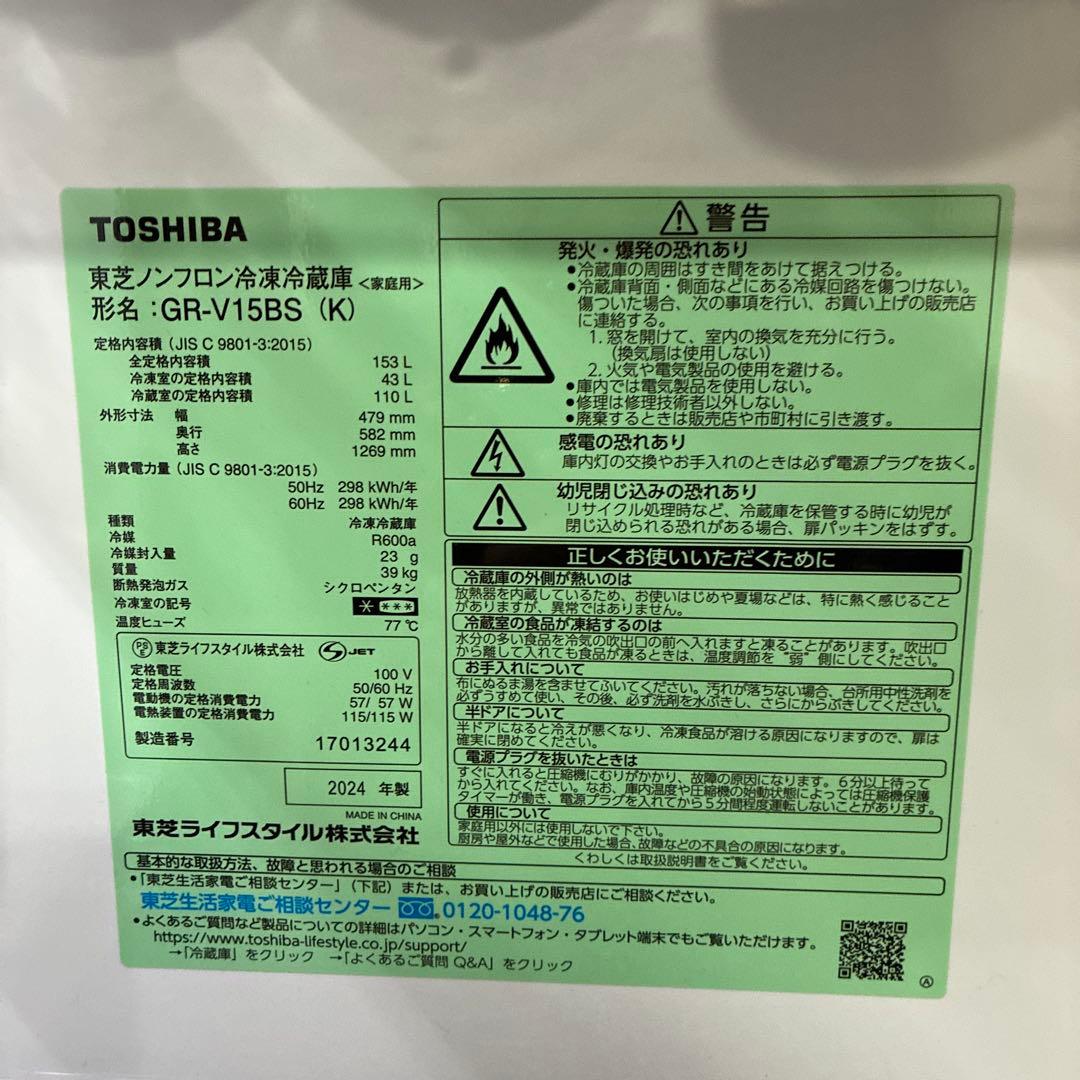 TOSHIBA
東芝ノンフロン冷凍冷蔵庫<家庭用>
形名:GR-V15BS (K)
定格内容積(JIS C 9801-3:2015)
全定格内容積 153 L
冷凍室の定格内容積 43 L
冷蔵室の定格内容積 110 L
外形寸法 幅 479 mm
奥行 582 mm
高さ 1269 mm
消費電力量(JIS C 9801-3:2015)
50Hz 298 kWh/年
60Hz 298 kWh/年
種類 冷凍冷蔵庫
冷媒 R600a
冷媒封入量 23 g
質量 39 kg
断熱発泡ガス シクロペンタン
冷凍室の記号 * ***
温度ヒューズ 77 ℃
PSE 東芝ライフスタイル株式会社 JET
定格電圧 100 V
定格周波数 50/60 Hz
電動機の定格消費電力 57/ 57 W
電熱装置の定格消費電力 115/115 W
製造番号 17013244
2024 年製
MADE IN CHINA
東芝ライフスタイル株式会社
警告
発火・爆発の恐れあり
●冷蔵庫の周囲はすき間をあけて据えつける。
●冷蔵庫背面・側面などにある冷媒回路を傷つけない。
傷ついた場合、次の事項を行い、お買い上げの販売店
に連絡する。
1. 窓を開けて、室内の換気を充分に行う。
(換気扇は使用しない)
2. 火気や電気製品の使用を避ける。
●庫内では電気製品を使用しない。
●修理は修理技術者以外しない。
●廃棄するときは販売店や市町村に引き渡す。
感電の恐れあり
庫内灯の交換やお手入れのときは必ず電源プラグを抜く。
幼児閉じ込みの恐れあり
リサイクル処理時など、冷蔵庫を保管する時に幼児が
閉じ込められる恐れがある場合、扉パッキンをはずす。
正しくお使いいただくために
冷蔵庫の外側が熱いのは
放熱器を内蔵しているため、お使いはじめや夏場などは、特に熱く感じること
がありますが、異常ではありません。
冷蔵室の食品が凍結するのは
水分の多い食品を冷気の吹出口の前へ入れますと凍ることがあります。吹出口
から離して入れても食品が凍るときは、温度調節を“弱”側にしてください。
お手入れについて
布にぬるま湯を含ませてふいてください。汚れが落ちない場合、台所用中性洗剤を
必ずうすめて使い、その後、必ず洗剤を水ぶきし、さらにからぶきしてください。
半ドアについて
半ドアになると冷えが悪くなり、冷凍食品が溶ける原因になりますので、扉は
確実に閉めてください。
電源プラグを抜いたときは
すぐに入れると圧縮機にむりがかかり、故障の原因になります。6分以上待って
から入れてください。なお、庫内温度や圧縮機の始動状態によっては圧縮機保護
タイマーが働き、電源プラグを入れてから5分間程度運転しないことがあります。
使用について
家庭用以外には使用しないで下さい。
厨房や屋外などで使用した場合、故障などの不具合の原因になります。
くわしくは取扱説明書をご覧ください。
基本的な取扱方法、故障と思われる場合のご相談
●「東芝生活家電ご相談センター」(下記)または、お買い上げの販売店にご相談ください。
東芝生活家電ご相談センター 0120-1048-76
●よくあるご質問など製品についての詳細はパソコン・スマートフォン・タブレット端末でもご覧いただけます。
https://www.toshiba-lifestyle.co.jp/support/
→「冷蔵庫」をクリック →「よくあるご質問 Q&A」をクリック
Ⓐ